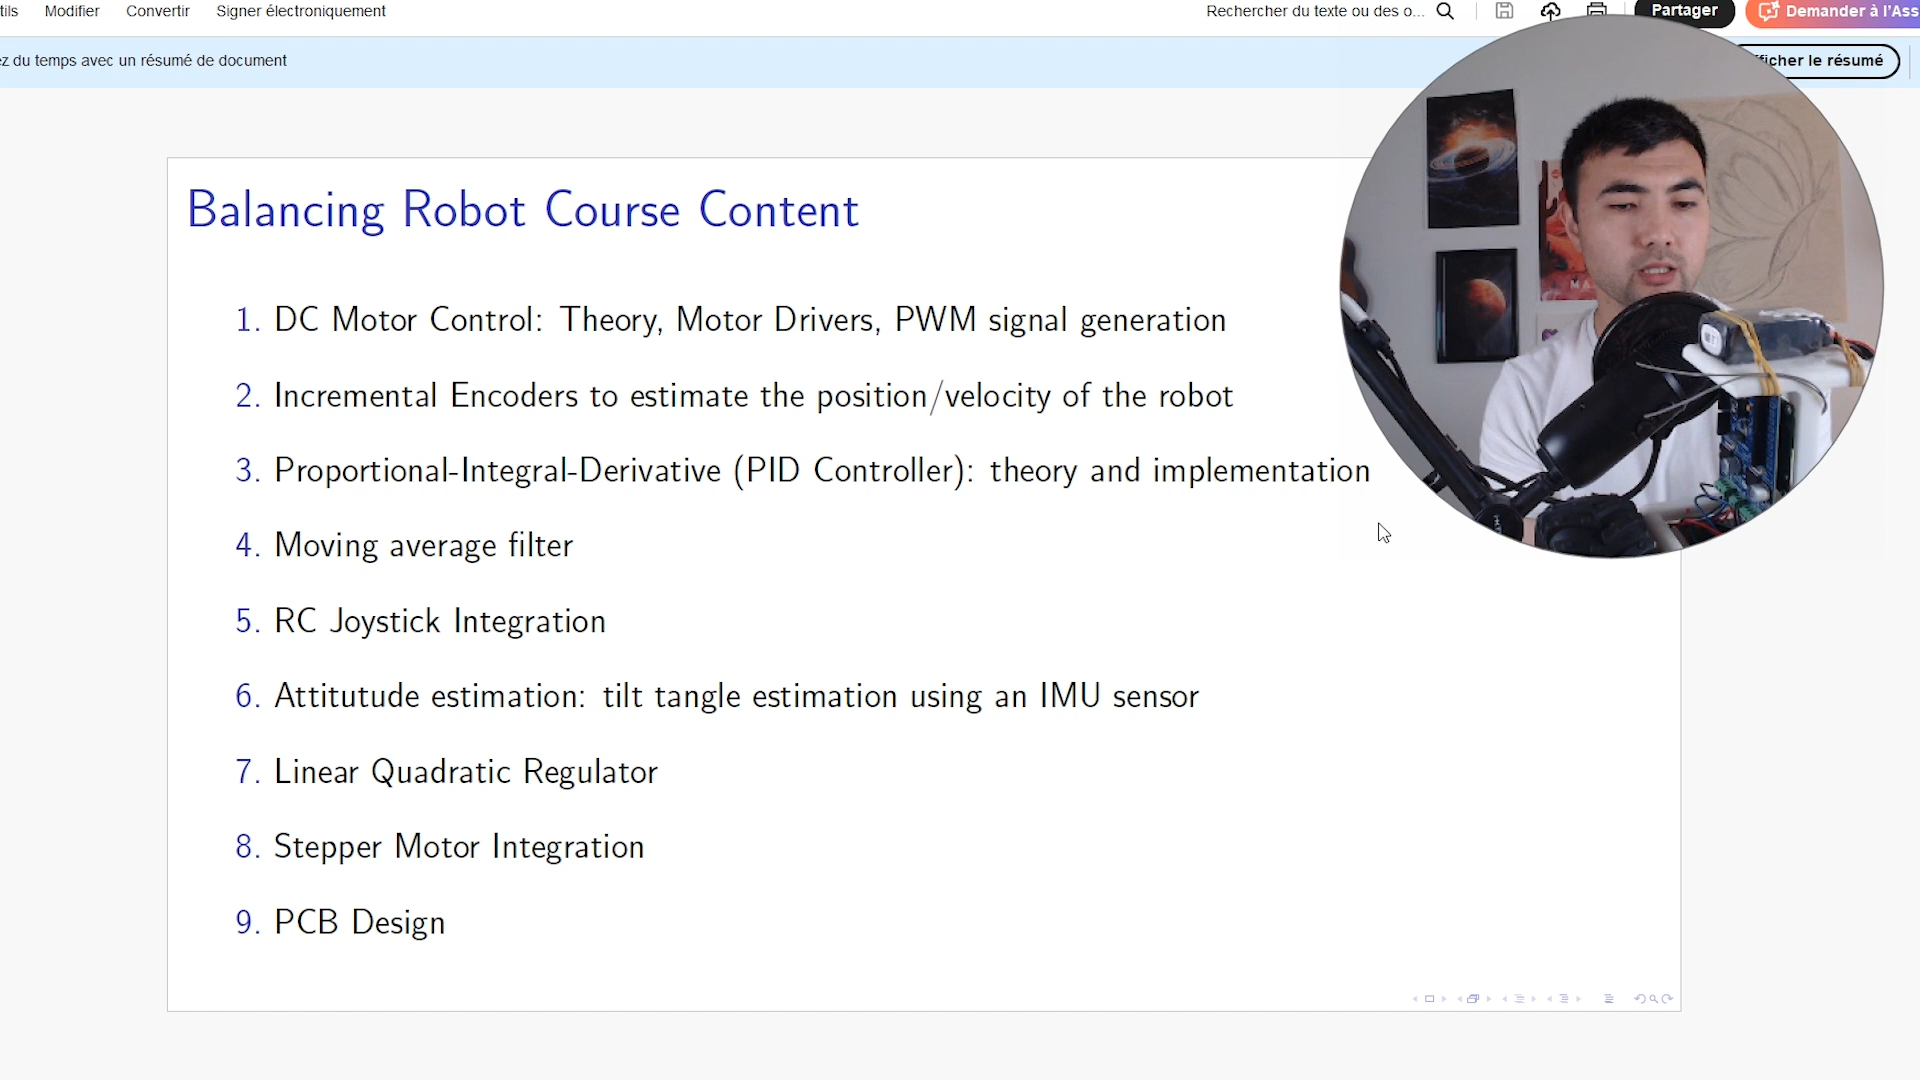 Modifier Convertir Signer électroniquement Rechercher du texte ou des o... Partager Demander à l'Ass
du temps avec un résumé de document le résumé
Balancing Robot Course Content
1. DC Motor Control: Theory, Motor Drivers, PWM signal generation
2. Incremental Encoders to estimate the position/velocity of the robot
3. Proportional-Integral-Derivative (PID Controller): theory and implementation
4. Moving average filter
5. RC Joystick Integration
6. Attitutude estimation: tilt tangle estimation using an IMU sensor
7. Linear Quadratic Regulator
8. Stepper Motor Integration
9. PCB Design